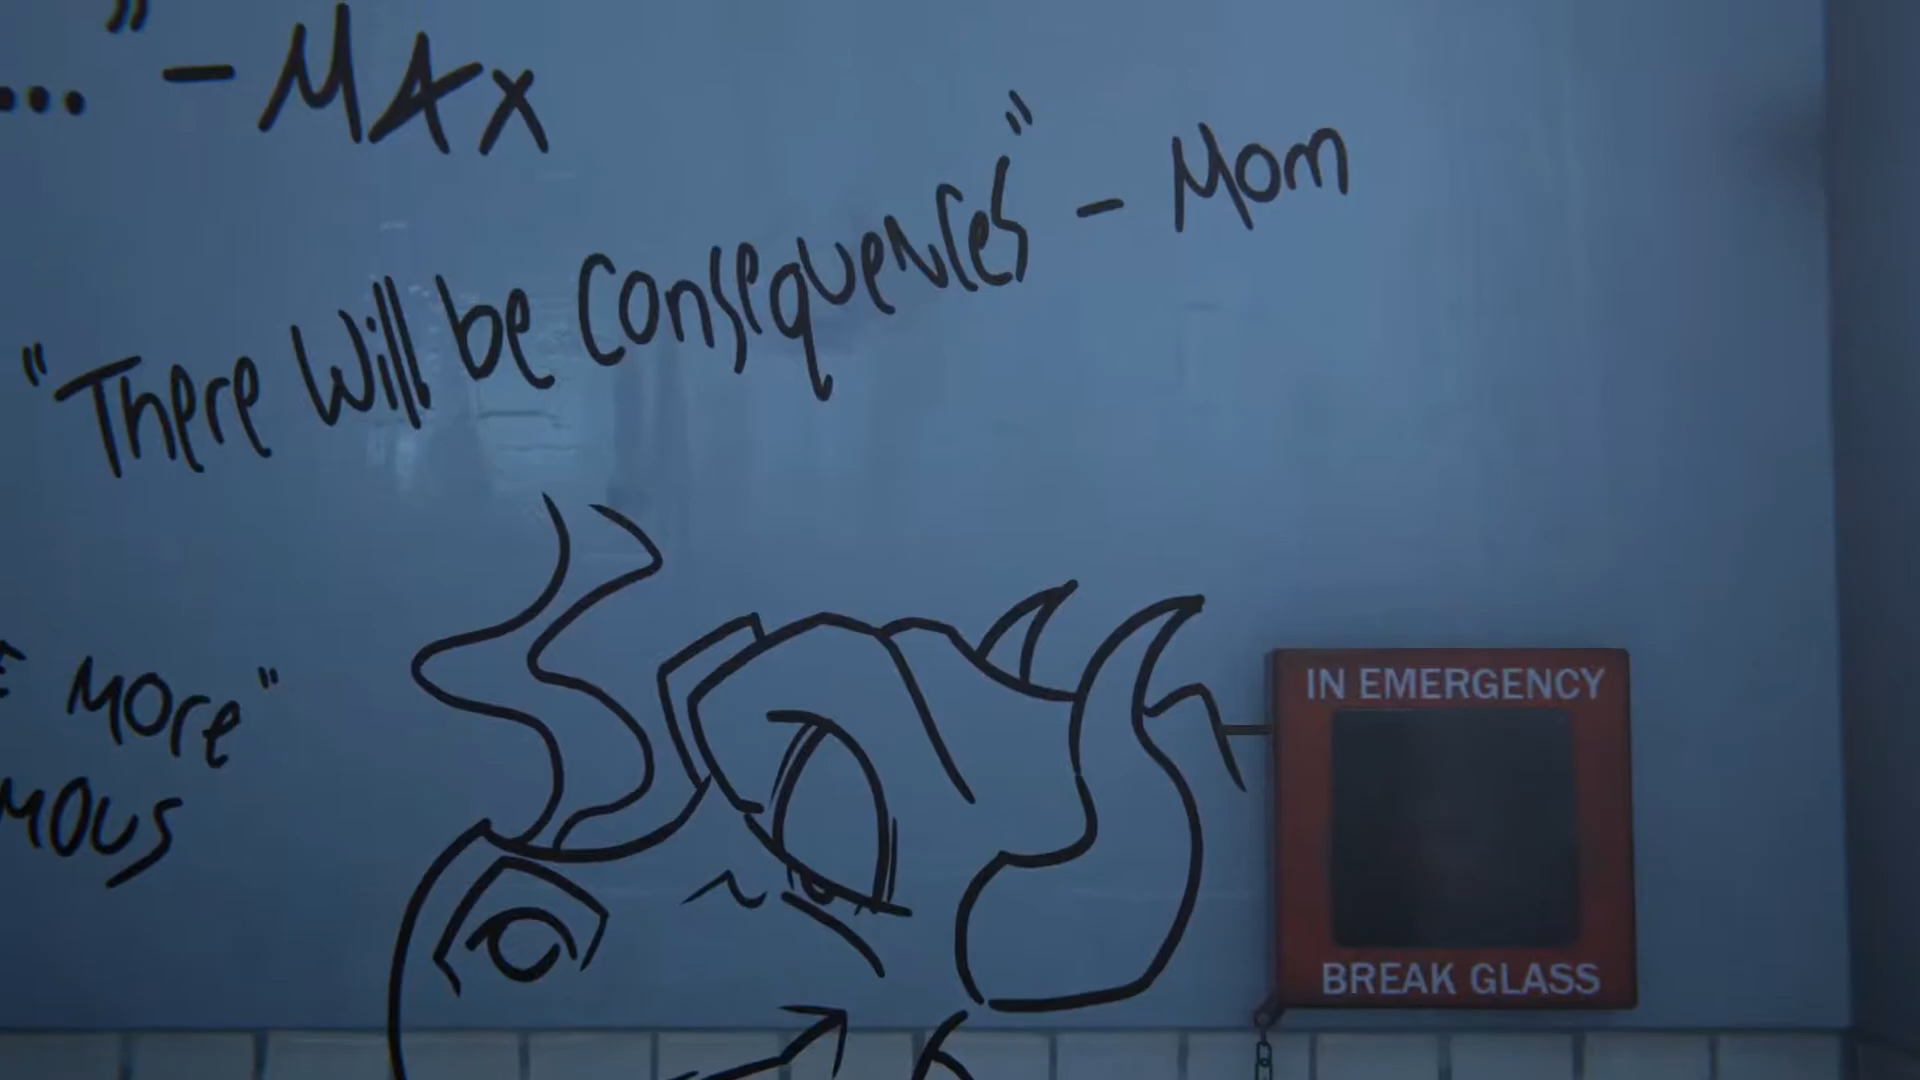 ..." - MAX
"There Will be Consequences" - Mom
MORe"
MOUS
IN EMERGENCY
BREAK GLASS